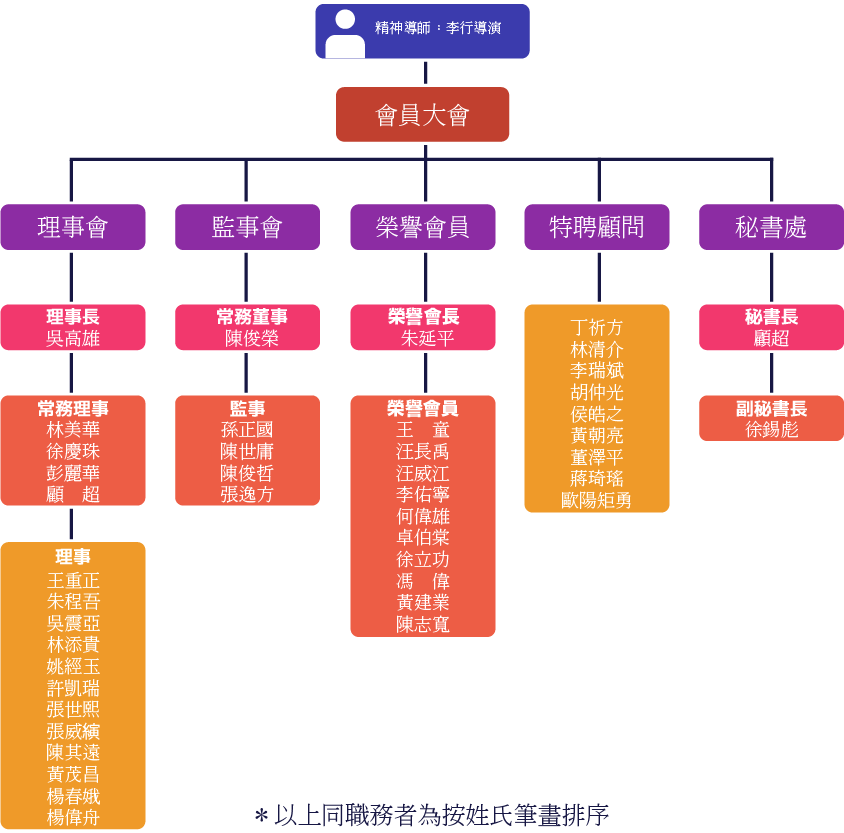 精神導師：李行導演
會員大會
理事會
理事長
吳高雄
常務理事
林美華
徐慶珠
彭麗華
顧　超
理事
王重正
朱程吾
吳震亞
林添貴
姚經玉
許凱瑞
張世熙
張威縯
陳其遠
黃茂昌
楊春娥
楊偉舟
監事會
常務董事
陳俊榮
監事
孫正國
陳世庸
陳俊哲
張逸方
榮譽會員
榮譽會長
朱延平
榮譽會員
王　童
汪長禹
汪威江
李佑寧
何偉雄
卓伯棠
徐立功
馮　偉
黃建業
陳志寬
特聘顧問
丁祈方
林清介
李瑞斌
胡仲光
侯皓之
黃朝亮
董澤平
蔣琦瑤
歐陽矩勇
秘書處
秘書長
顧超
副秘書長
徐錫彪
＊以上同職務者為按姓氏筆畫排序